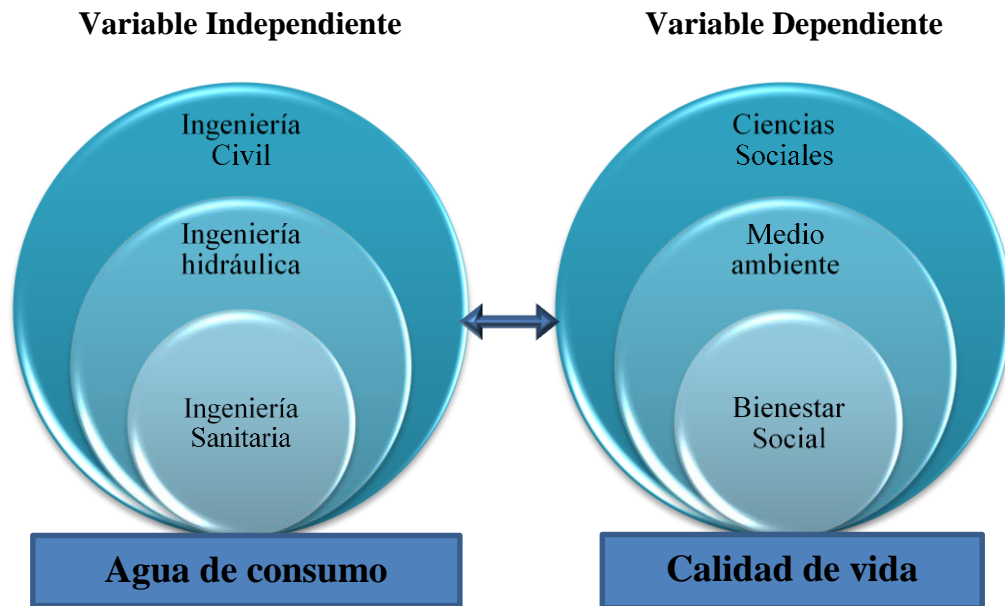 Variable Independiente
Variable Dependiente
Ingeniería
Civil
Ingeniería
hidráulica
Ingeniería
Sanitaria
Agua de consumo
Ciencias
Sociales
Medio
ambiente
Bienestar
Social
Calidad de vida